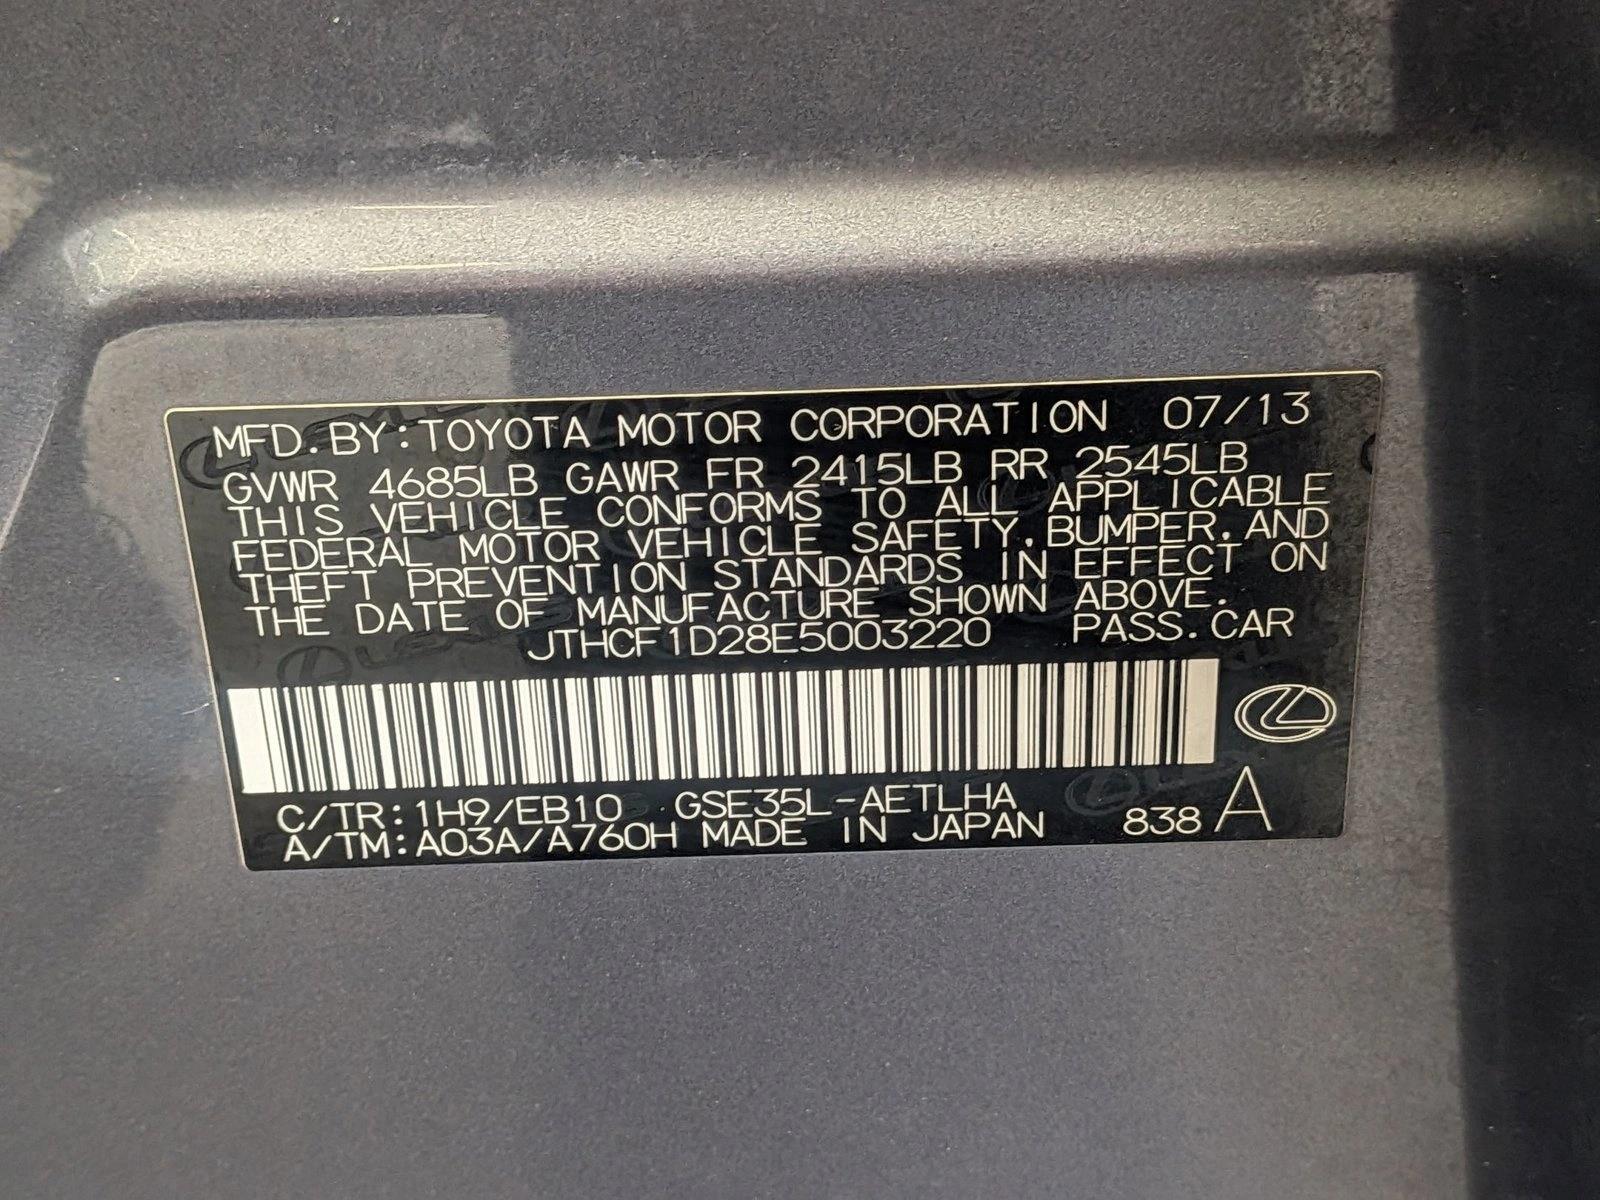 MFD. BY: TOYOTA MOTOR CORPORATION 07/13
GVWR 4685LB GAWR FR 2415LB RR 2545LB
THIS VEHICLE CONFORMS TO ALL APPLICABLE
FEDERAL MOTOR VEHICLE SAFETY, BUMPER, AND
THEFT PREVENTION STANDARDS IN EFFECT ON
THE DATE OF MANUFACTURE SHOWN ABOVE.
JTHCF1D28E5003220 PASS. CAR
C/TR: 1H9/EB10 GSE35L-AETLHA
A/TM: A03A/A760H MADE IN JAPAN 838 A